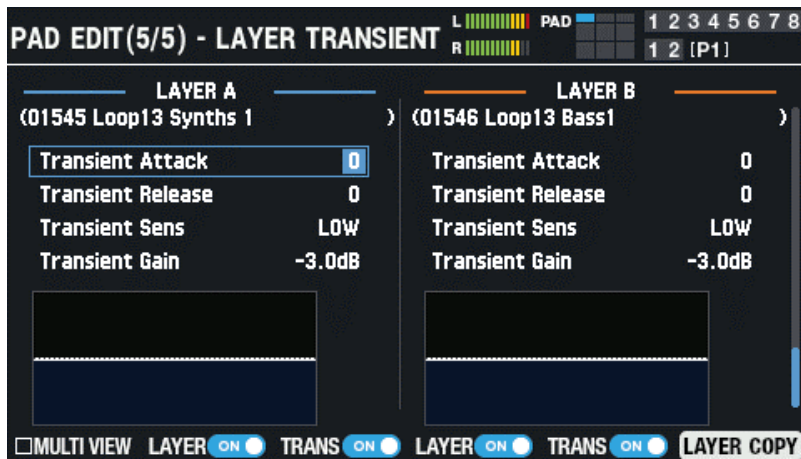 PAD EDIT(5/5) - LAYER TRANSIENT L R PAD 1 2 3 4 5 6 7 8
1 2 [P1]
LAYER A
(01545 Loop13 Synths 1 )
Transient Attack 0
Transient Release 0
Transient Sens LOW
Transient Gain -3.0dB
LAYER B
(01546 Loop13 Bass1 )
Transient Attack 0
Transient Release 0
Transient Sens LOW
Transient Gain -3.0dB
MULTI VIEW LAYER ON TRANS ON LAYER ON TRANS ON LAYER COPY